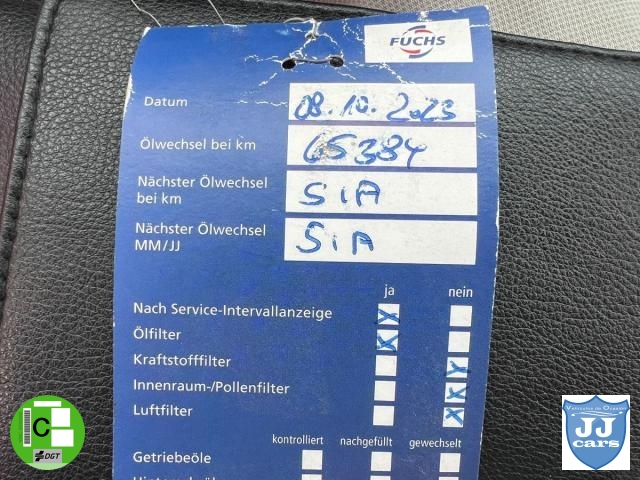 FUCHS
Datum 08.10.2023
Ölwechsel bei km 65384
Nächster Ölwechsel
bei km SIA
Nächster Ölwechsel
MM/JJ SIA
ja nein
Nach Service-Intervallanzeige X
Ölfilter X
Kraftstofffilter X
Innenraum-/Pollenfilter X
Luftfilter X
kontrolliert nachgefüllt gewechselt
Getriebeöle
C
DGT
JJ
cars